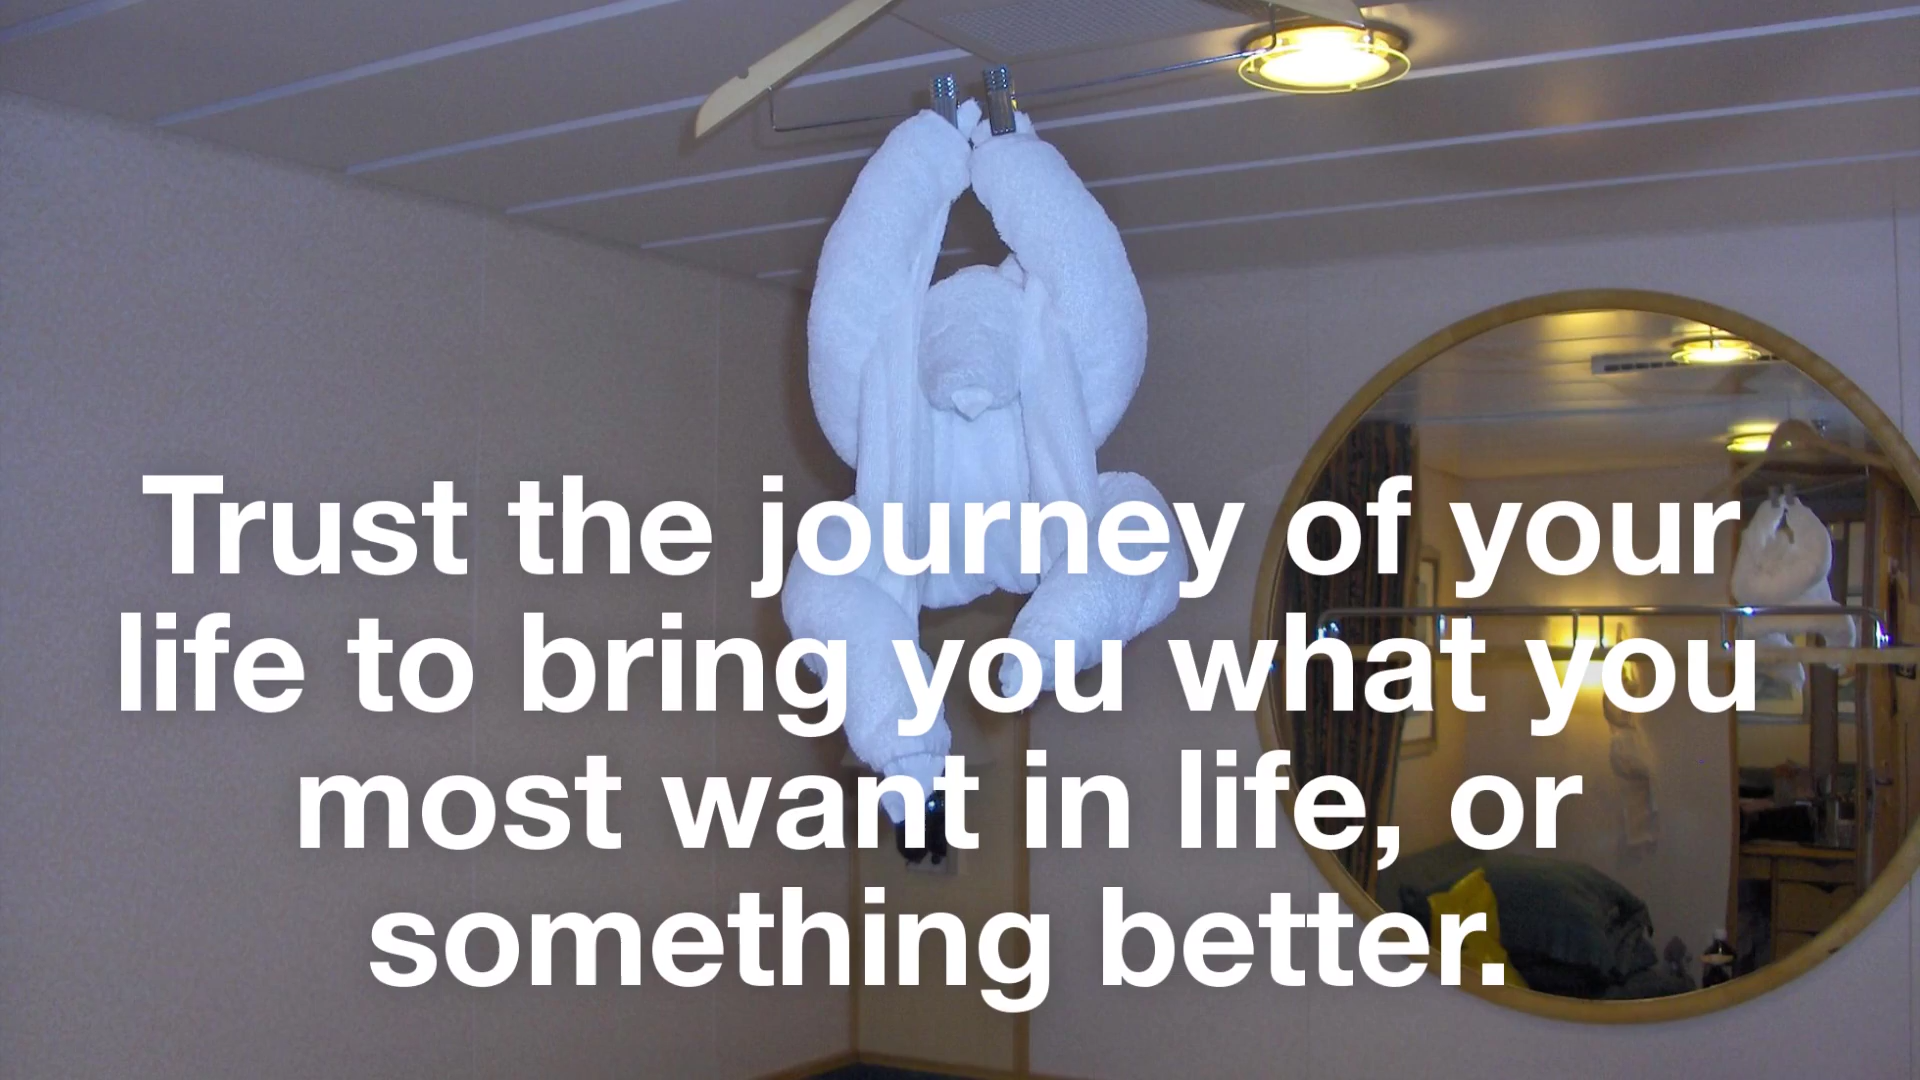 Trust the journey of your
life to bring you what you
most want in life, or
something better.